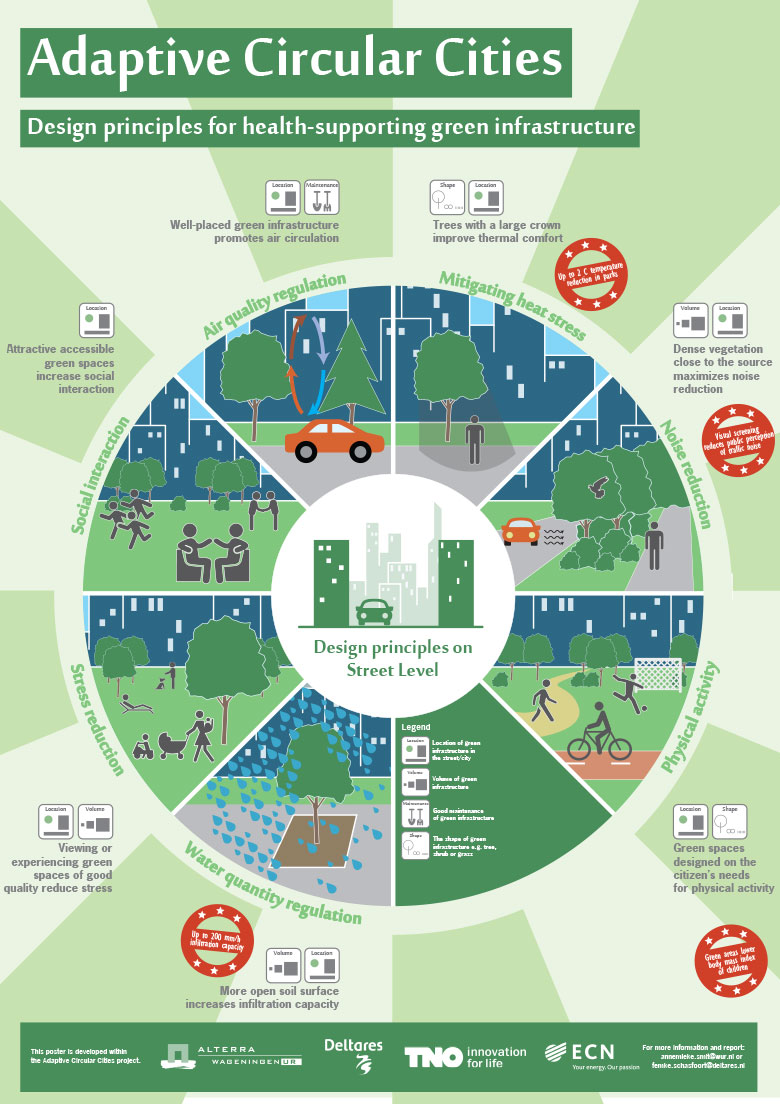 Adaptive Circular Cities
Design principles for health-supporting green infrastructure
Location
Maintenance
Well-placed green infrastructure
promotes air circulation
Shape
Location
Trees with a large crown
improve thermal comfort
Up to 2 C temperature
reduction in parks
Air quality regulation
Mitigating heat stress
Location
Attractive accessible
green spaces
increase social
interaction
Volume
Location
Dense vegetation
close to the source
maximizes noise
reduction
Visual screening
reduces public perception
of traffic noise
Social interaction
Noise reduction
Design principles on
Street Level
Stress reduction
Physical activity
Legend
Location
Location of green
infrastructure in
the street/city
Volume
Volume of green
infrastructure
Maintenance
Good maintenance
of green infrastructure
Shape
The shape of green
infrastructure e.g. tree,
shrub or grass
Water quantity regulation
Location
Volume
Viewing or
experiencing green
spaces of good
quality reduce stress
Location
Shape
Green spaces
designed on the
citizen's needs
for physical activity
Up to 200 mm/h
infiltration capacity
Volume
Location
More open soil surface
increases infiltration capacity
Green areas lower
body mass index
of children
This poster is developed within
the Adaptive Circular Cities project.
ALTERRA
WAGENINGEN UR
Deltares
TNO innovation
for life
ECN
Your energy. Our passion
For more information and report:
annemieke.smit@wur.nl or
femke.schasfoort@deltares.nl